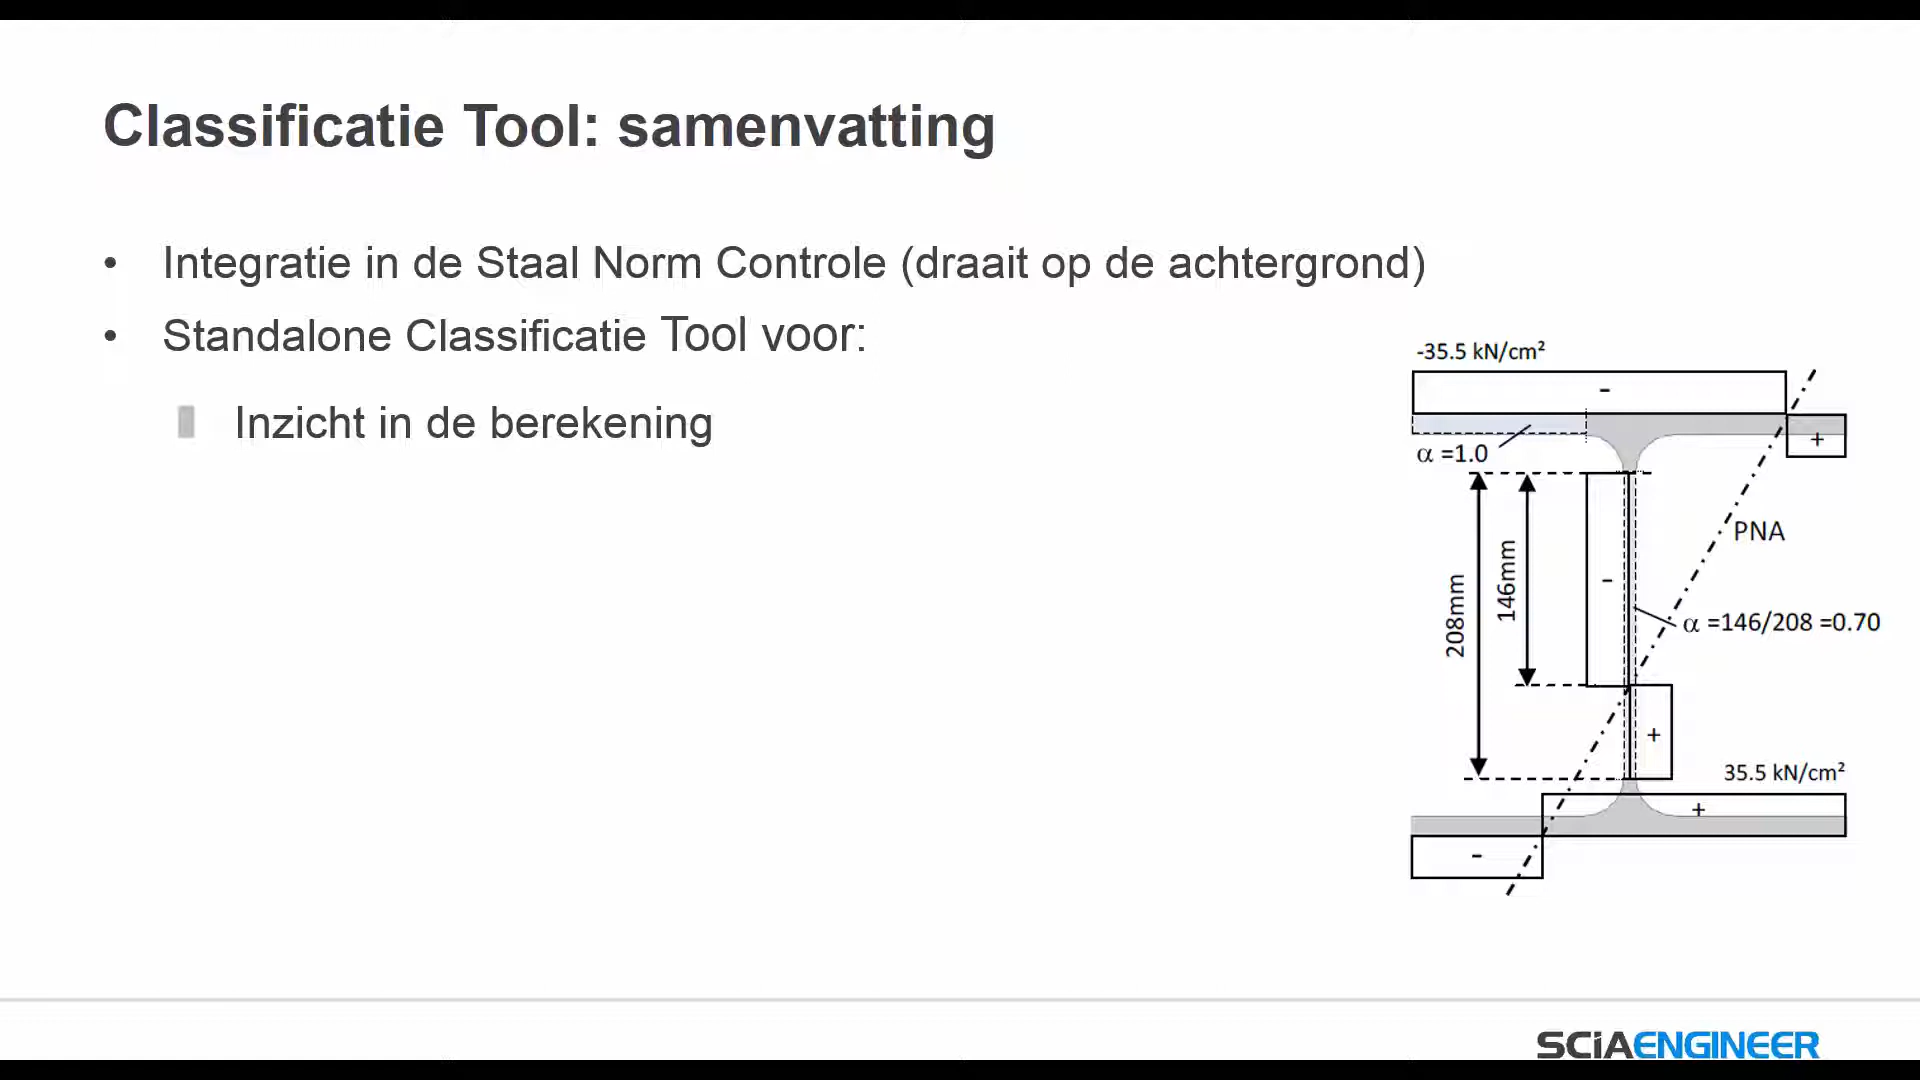 Classificatie Tool: samenvatting
• Integratie in de Staal Norm Controle (draait op de achtergrond)
• Standalone Classificatie Tool voor:
Inzicht in de berekening
-35.5 kN/cm²
-
+
α =1.0
PNA
208mm
146mm
-
α =146/208 =0.70
+
35.5 kN/cm²
+
-
SCiAENGINEER